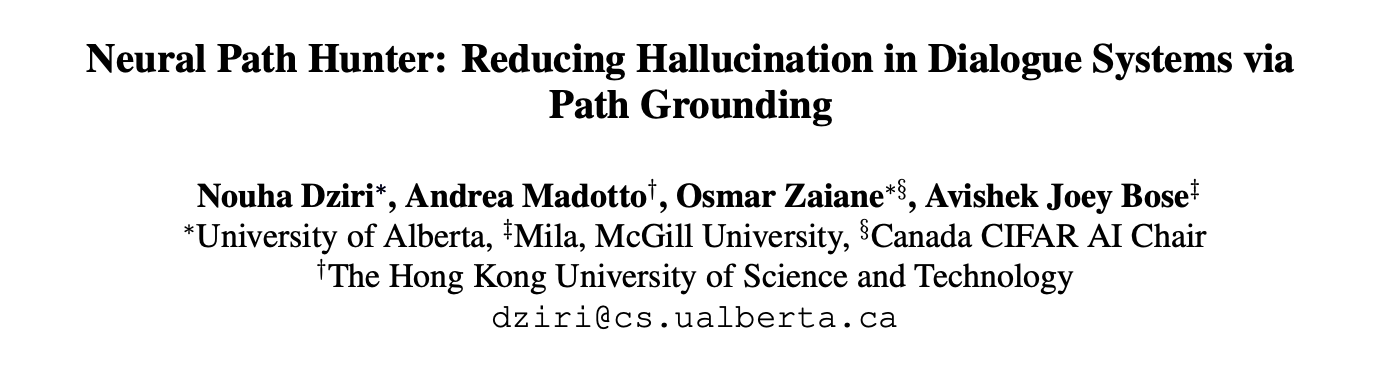 Neural Path Hunter: Reducing Hallucination in Dialogue Systems via
Path Grounding
Nouha Dziri*, Andrea Madotto†, Osmar Zaiane*§, Avishek Joey Bose‡
*University of Alberta, ‡Mila, McGill University, §Canada CIFAR AI Chair
†The Hong Kong University of Science and Technology
dziri@cs.ualberta.ca